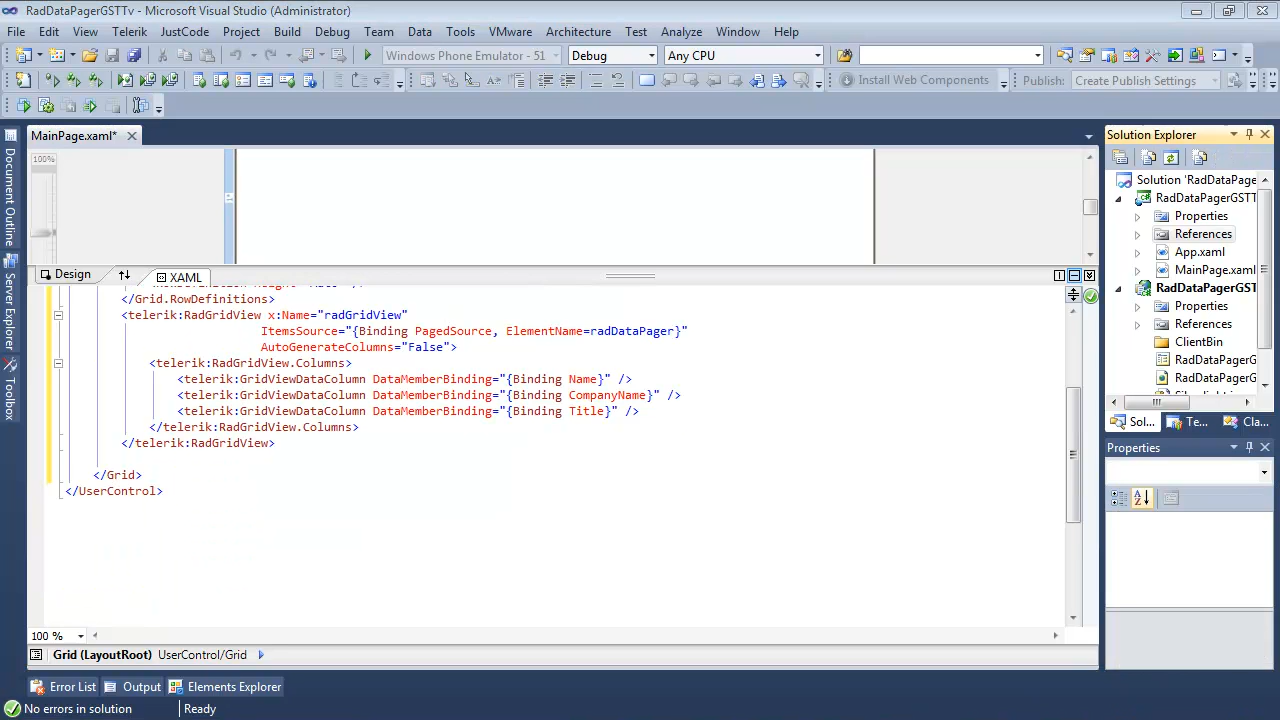 RadDataPagerGSTTv - Microsoft Visual Studio (Administrator)
File Edit View Telerik JustCode Project Build Debug Team Data Tools VMware Architecture Test Analyze Window Help
Windows Phone Emulator - 51 Debug Any CPU
Install Web Components Publish: Create Publish Settings
MainPage.xaml*
100%
Design XAML
</Grid.RowDefinitions>
<telerik:RadGridView x:Name="radGridView"
ItemsSource="{Binding PagedSource, ElementName=radDataPager}"
AutoGenerateColumns="False">
<telerik:RadGridView.Columns>
<telerik:GridViewDataColumn DataMemberBinding="{Binding Name}" />
<telerik:GridViewDataColumn DataMemberBinding="{Binding CompanyName}" />
<telerik:GridViewDataColumn DataMemberBinding="{Binding Title}" />
</telerik:RadGridView.Columns>
</telerik:RadGridView>
</Grid>
</UserControl>
100 %
Grid (LayoutRoot) UserControl/Grid
Error List Output Elements Explorer
No errors in solution Ready
Document Outline
Server Explorer
Toolbox
Solution Explorer
Solution 'RadDataPage
RadDataPagerGSTT
Properties
References
App.xaml
MainPage.xaml
RadDataPagerGST
Properties
References
ClientBin
RadDataPagerG
RadDataPagerG
Sol... Te... Cla...
Properties